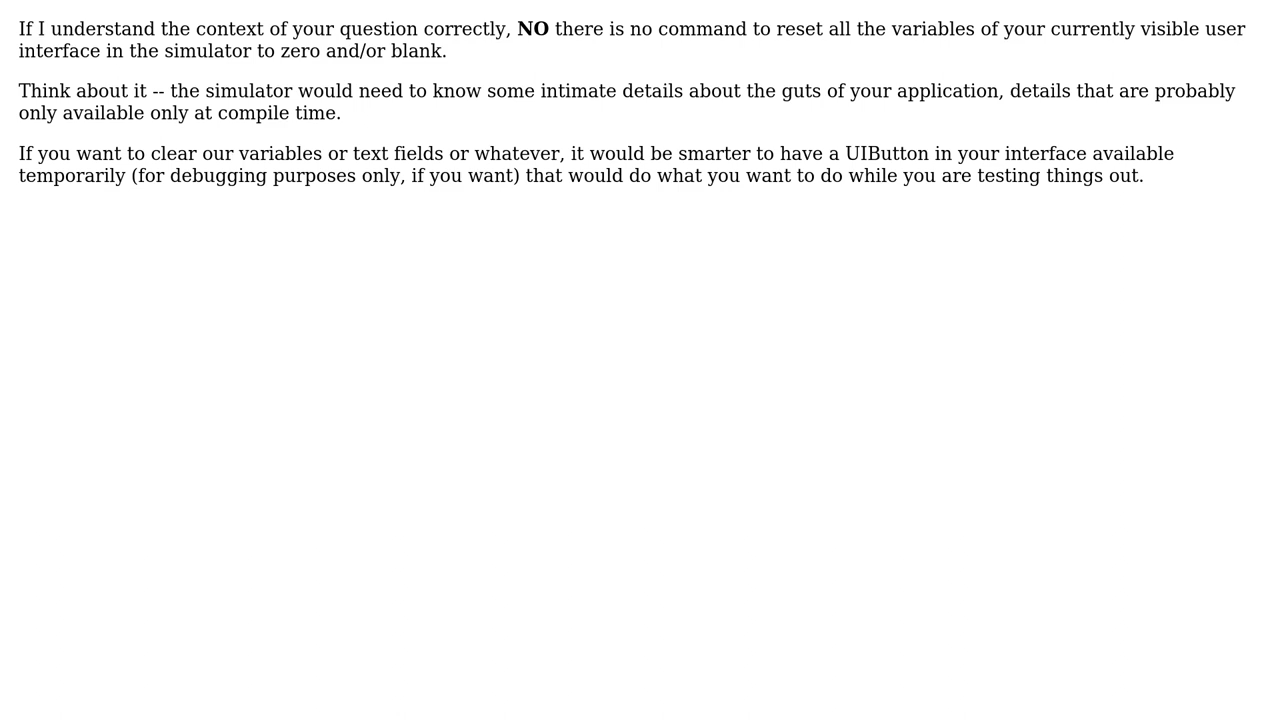 If I understand the context of your question correctly, NO there is no command to reset all the variables of your currently visible user
interface in the simulator to zero and/or blank.
Think about it -- the simulator would need to know some intimate details about the guts of your application, details that are probably
only available only at compile time.
If you want to clear our variables or text fields or whatever, it would be smarter to have a UIButton in your interface available
temporarily (for debugging purposes only, if you want) that would do what you want to do while you are testing things out.